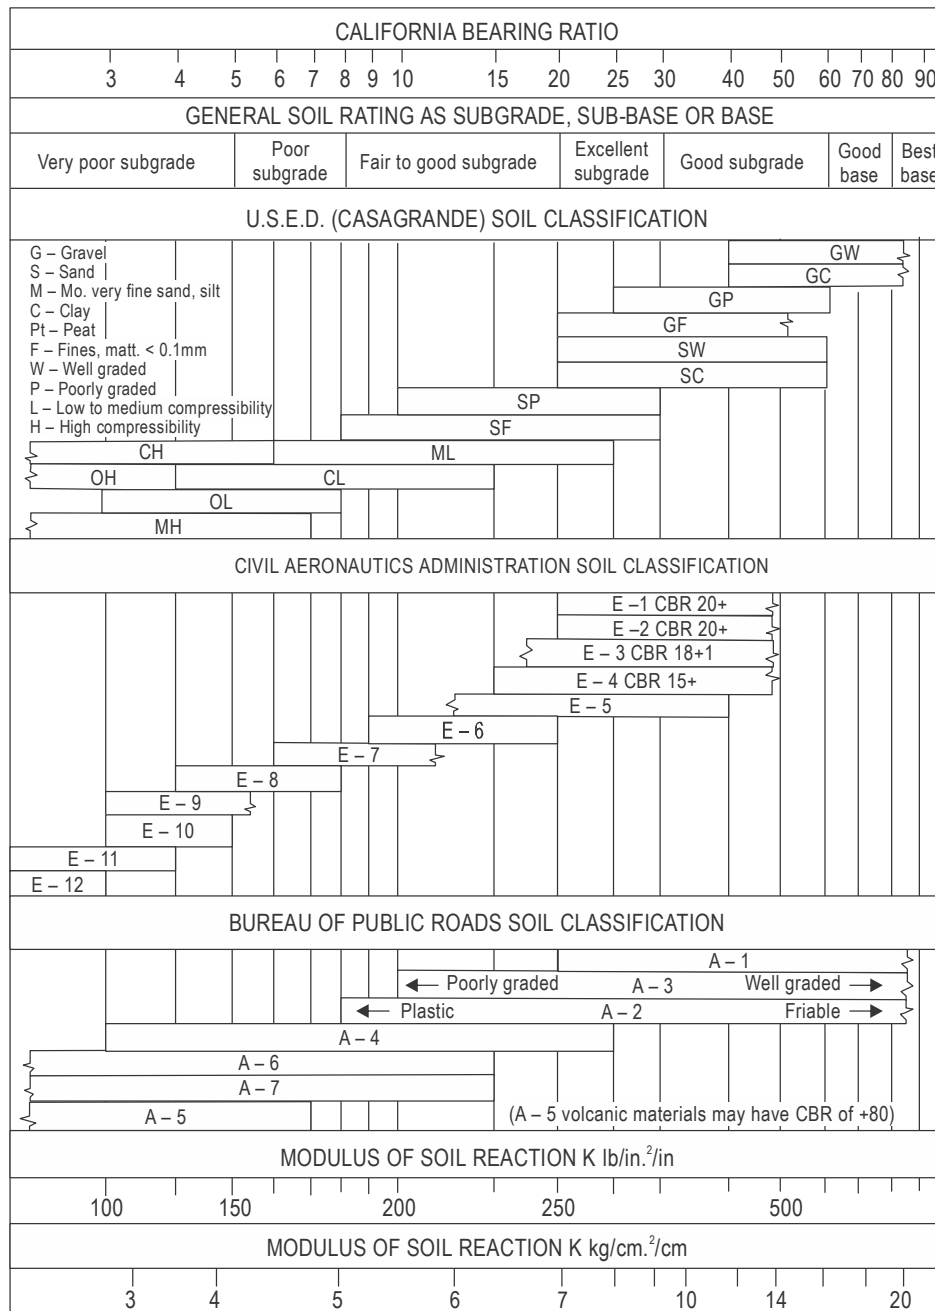 CALIFORNIA BEARING RATIO
3 4 5 6 7 8 9 10 15 20 25 30 40 50 60 70 80 90
GENERAL SOIL RATING AS SUBGRADE, SUB-BASE OR BASE
Very poor subgrade
Poor
subgrade
Fair to good subgrade
Excellent
subgrade
Good subgrade
Good
base
Best
base
U.S.E.D. (CASAGRANDE) SOIL CLASSIFICATION
G – Gravel
S – Sand
M – Mo. very fine sand, silt
C – Clay
Pt – Peat
F – Fines, matt. < 0.1mm
W – Well graded
P – Poorly graded
L – Low to medium compressibility
H – High compressibility
GW
GC
GP
GF
SW
SC
SP
SF
CH ML
OH CL
OL
MH
CIVIL AERONAUTICS ADMINISTRATION SOIL CLASSIFICATION
E –1 CBR 20+
E –2 CBR 20+
E – 3 CBR 18+1
E – 4 CBR 15+
E – 5
E – 6
E – 7
E – 8
E – 9
E – 10
E – 11
E – 12
BUREAU OF PUBLIC ROADS SOIL CLASSIFICATION
A – 1
← Poorly graded A – 3 Well graded →
← Plastic A – 2 Friable →
A – 4
A – 6
A – 7
A – 5 (A – 5 volcanic materials may have CBR of +80)
MODULUS OF SOIL REACTION K lb/in.²/in
100 150 200 250 500
MODULUS OF SOIL REACTION K kg/cm.²/cm
3 4 5 6 7 8 10 14 20